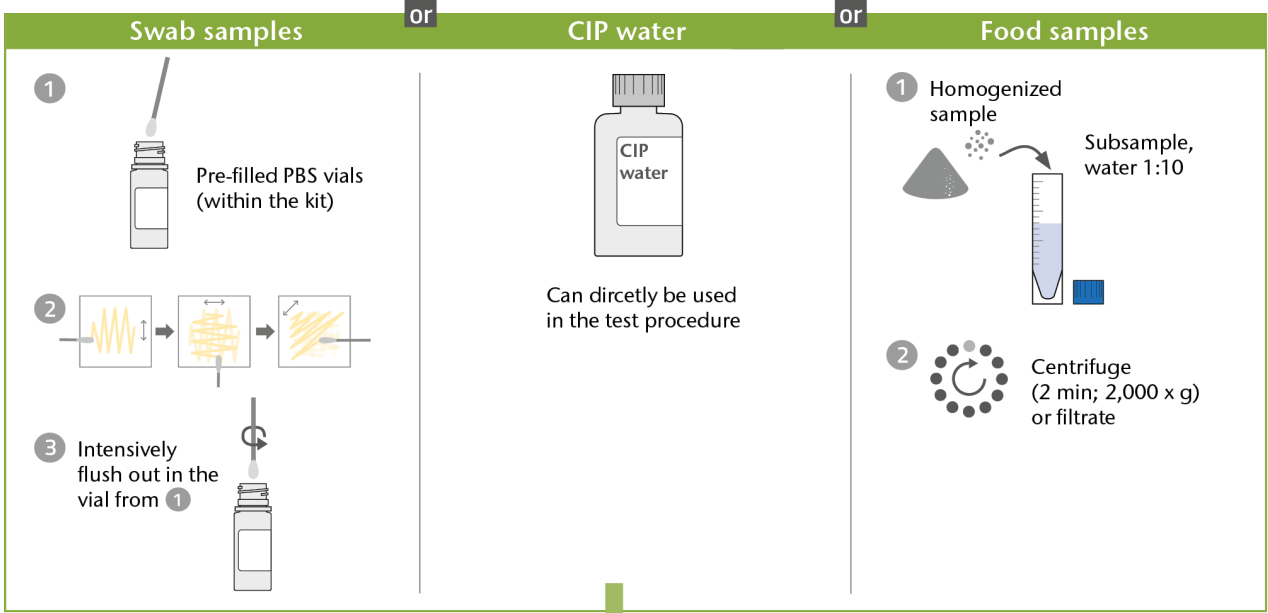 or
or
Swab samples
CIP water
Food samples
1
Pre-filled PBS vials
(within the kit)
2
3
Intensively
flush out in the
vial from 1
CIP
water
Can dircetly be used
in the test procedure
1
Homogenized
sample
Subsample,
water 1:10
2
Centrifuge
(2 min; 2,000 x g)
or filtrate